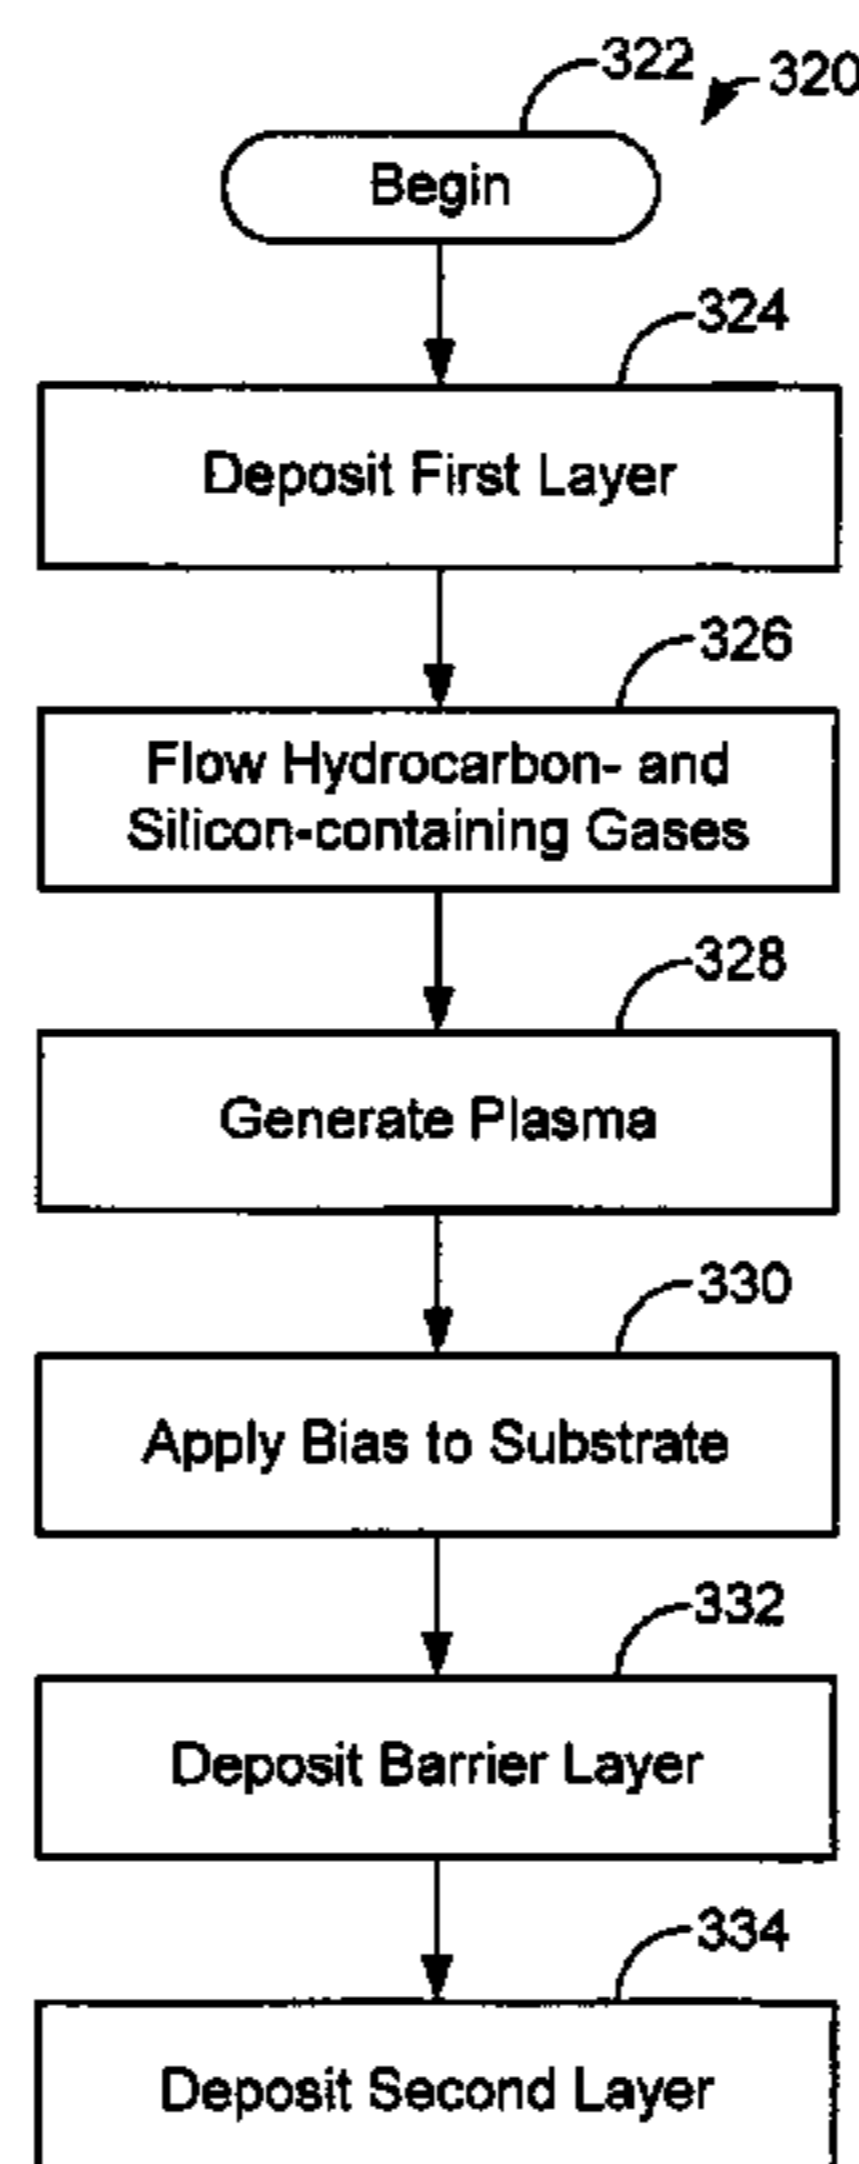 322
320
Begin
324
Deposit First Layer
326
Flow Hydrocarbon- and
Silicon-containing Gases
328
Generate Plasma
330
Apply Bias to Substrate
332
Deposit Barrier Layer
334
Deposit Second Layer